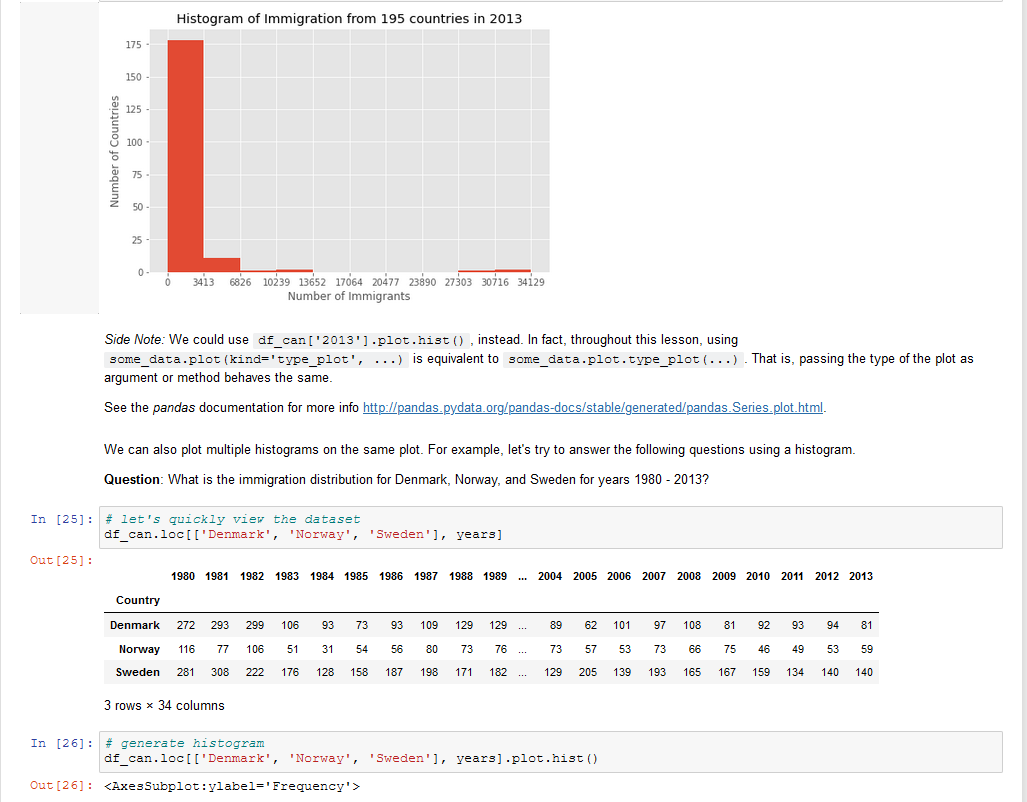 Histogram of Immigration from 195 countries in 2013
175
150
125
100
75
50
25
0
Number of Countries
0 3413 6826 10239 13652 17064 20477 23890 27303 30716 34129
Number of Immigrants
Side Note: We could use df_can['2013'].plot.hist(), instead. In fact, throughout this lesson, using
some_data.plot(kind='type_plot', ...) is equivalent to some_data.plot.type_plot(...). That is, passing the type of the plot as
argument or method behaves the same.
See the pandas documentation for more info http://pandas.pydata.org/pandas-docs/stable/generated/pandas.Series.plot.html.
We can also plot multiple histograms on the same plot. For example, let's try to answer the following questions using a histogram.
Question: What is the immigration distribution for Denmark, Norway, and Sweden for years 1980 - 2013?
In [25]: # let's quickly view the dataset
df_can.loc[['Denmark', 'Norway', 'Sweden'], years]
Out[25]:
1980 1981 1982 1983 1984 1985 1986 1987 1988 1989 ... 2004 2005 2006 2007 2008 2009 2010 2011 2012 2013
Country
Denmark 272 293 299 106 93 73 93 109 129 129 ... 89 62 101 97 108 81 92 93 94 81
Norway 116 77 106 51 31 54 56 80 73 76 ... 73 57 53 73 66 75 46 49 53 59
Sweden 281 308 222 176 128 158 187 198 171 182 ... 129 205 139 193 165 167 159 134 140 140
3 rows × 34 columns
In [26]: # generate histogram
df_can.loc[['Denmark', 'Norway', 'Sweden'], years].plot.hist()
Out[26]: <AxesSubplot:ylabel='Frequency'>